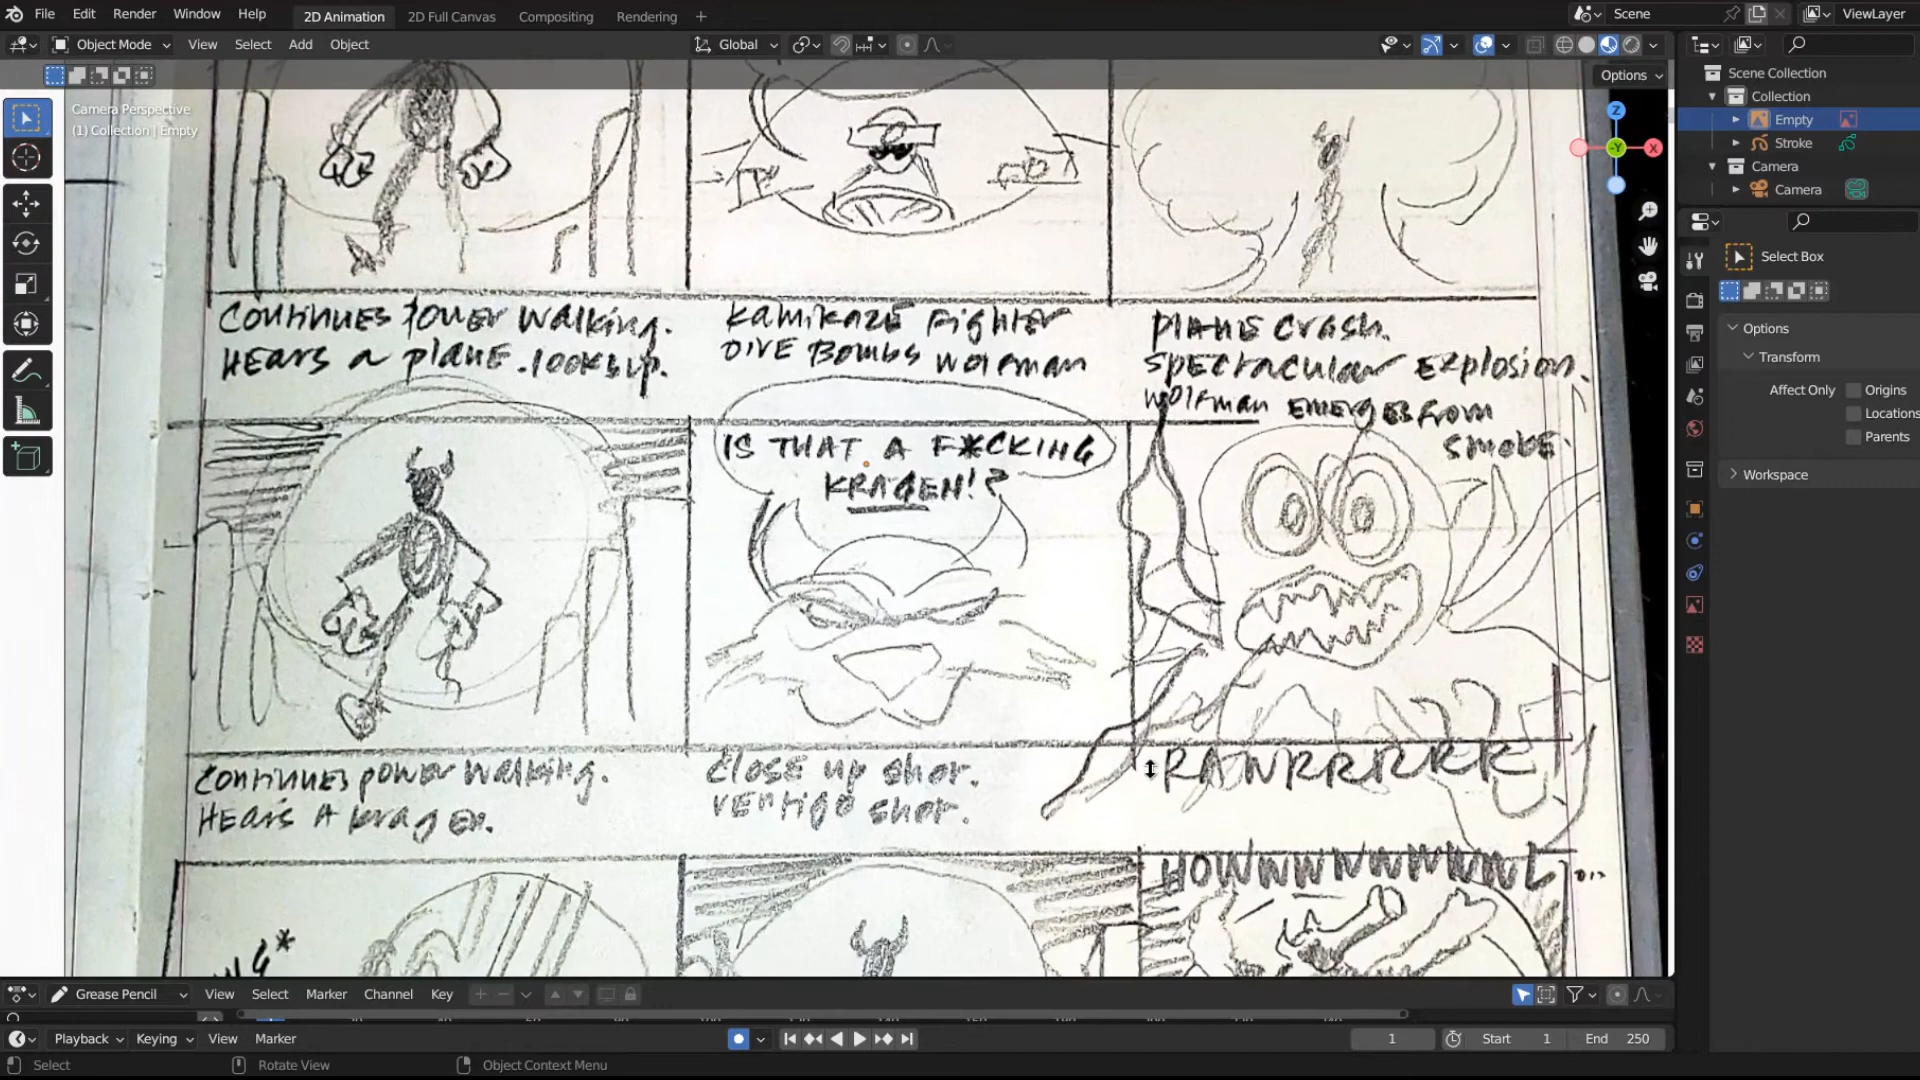 File Edit Render Window Help 2D Animation 2D Full Canvas Compositing Rendering + Scene ViewLayer
Object Mode View Select Add Object Global
Options
Camera Perspective
(1) Collection | Empty
Z
-Y X
Scene Collection
Collection
Empty
Stroke
Camera
Camera
Select Box
Options
Transform
Affect Only Origins
Locations
Parents
Workspace
CONTINUES POWER WALKING.
HEARS A PLANE. LOOKS UP.
KAMIKAZE FIGHTER
DIVE BOMBS WOLFMAN
PLANE CRASH.
SPECTACULAR EXPLOSION.
WOLFMAN EMERGES FROM
SMOKE.
IS THAT A F*CKING
KRAGEN!?
CONTINUES POWER WALKING.
HEARS A KRAGEN.
CLOSE UP SHOT.
VERTIGO SHOT.
RAWRRRRRR
HOWWWWWWWWL
Grease Pencil View Select Marker Channel Key
Playback Keying View Marker 1 Start 1 End 250
Select Rotate View Object Context Menu